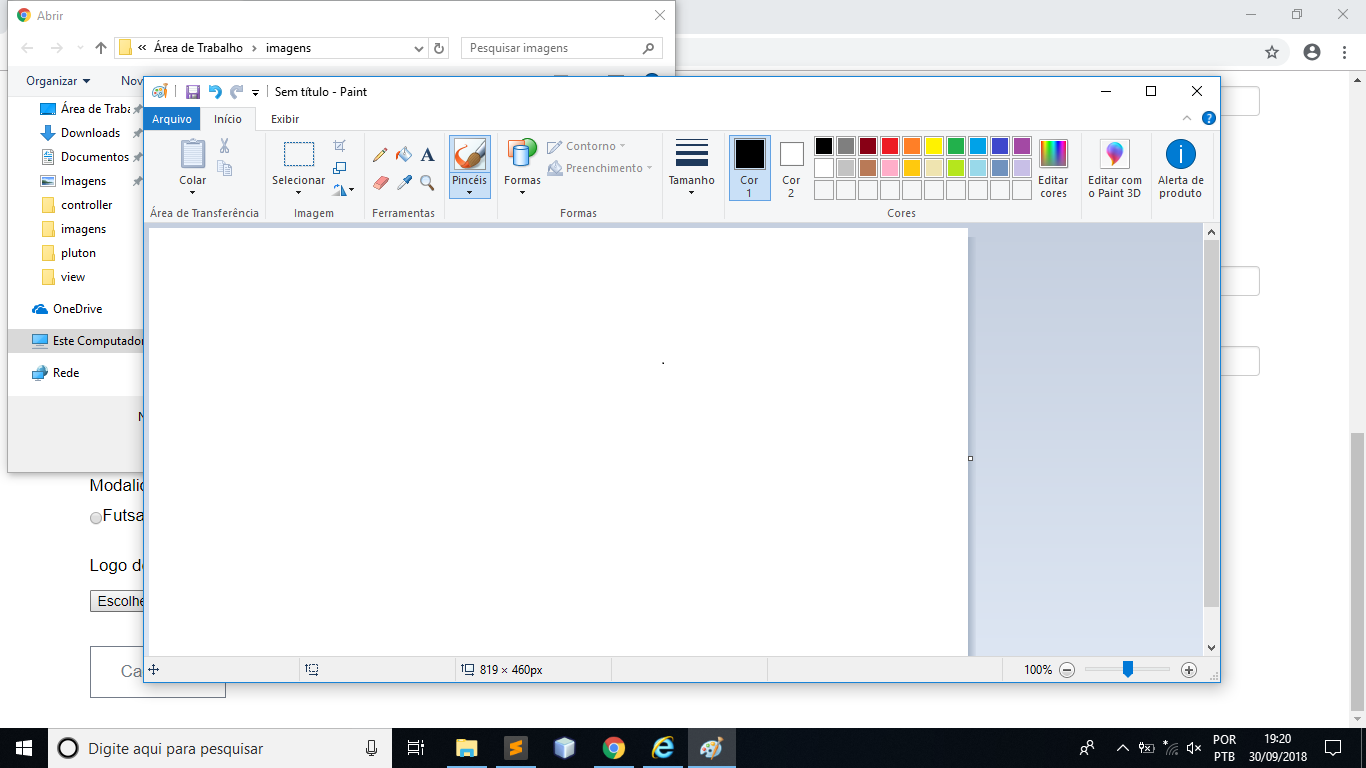 Abrir
« Área de Trabalho › imagens
Pesquisar imagens
Organizar
Nov
Área de Traba
Downloads
Documentos
Imagens
controller
imagens
pluton
view
OneDrive
Este Computador
Rede
N
Sem título - Paint
Arquivo
Início
Exibir
Colar
Área de Transferência
Selecionar
Imagem
A
Ferramentas
Pincéis
Formas
Contorno
Preenchimento
Formas
Tamanho
Cor 1
Cor 2
Editar cores
Cores
Editar com o Paint 3D
Alerta de produto
819 × 460px
100%
Modalid
Futsa
Logo de
Escolhe
Ca
Digite aqui para pesquisar
POR
PTB
19:20
30/09/2018